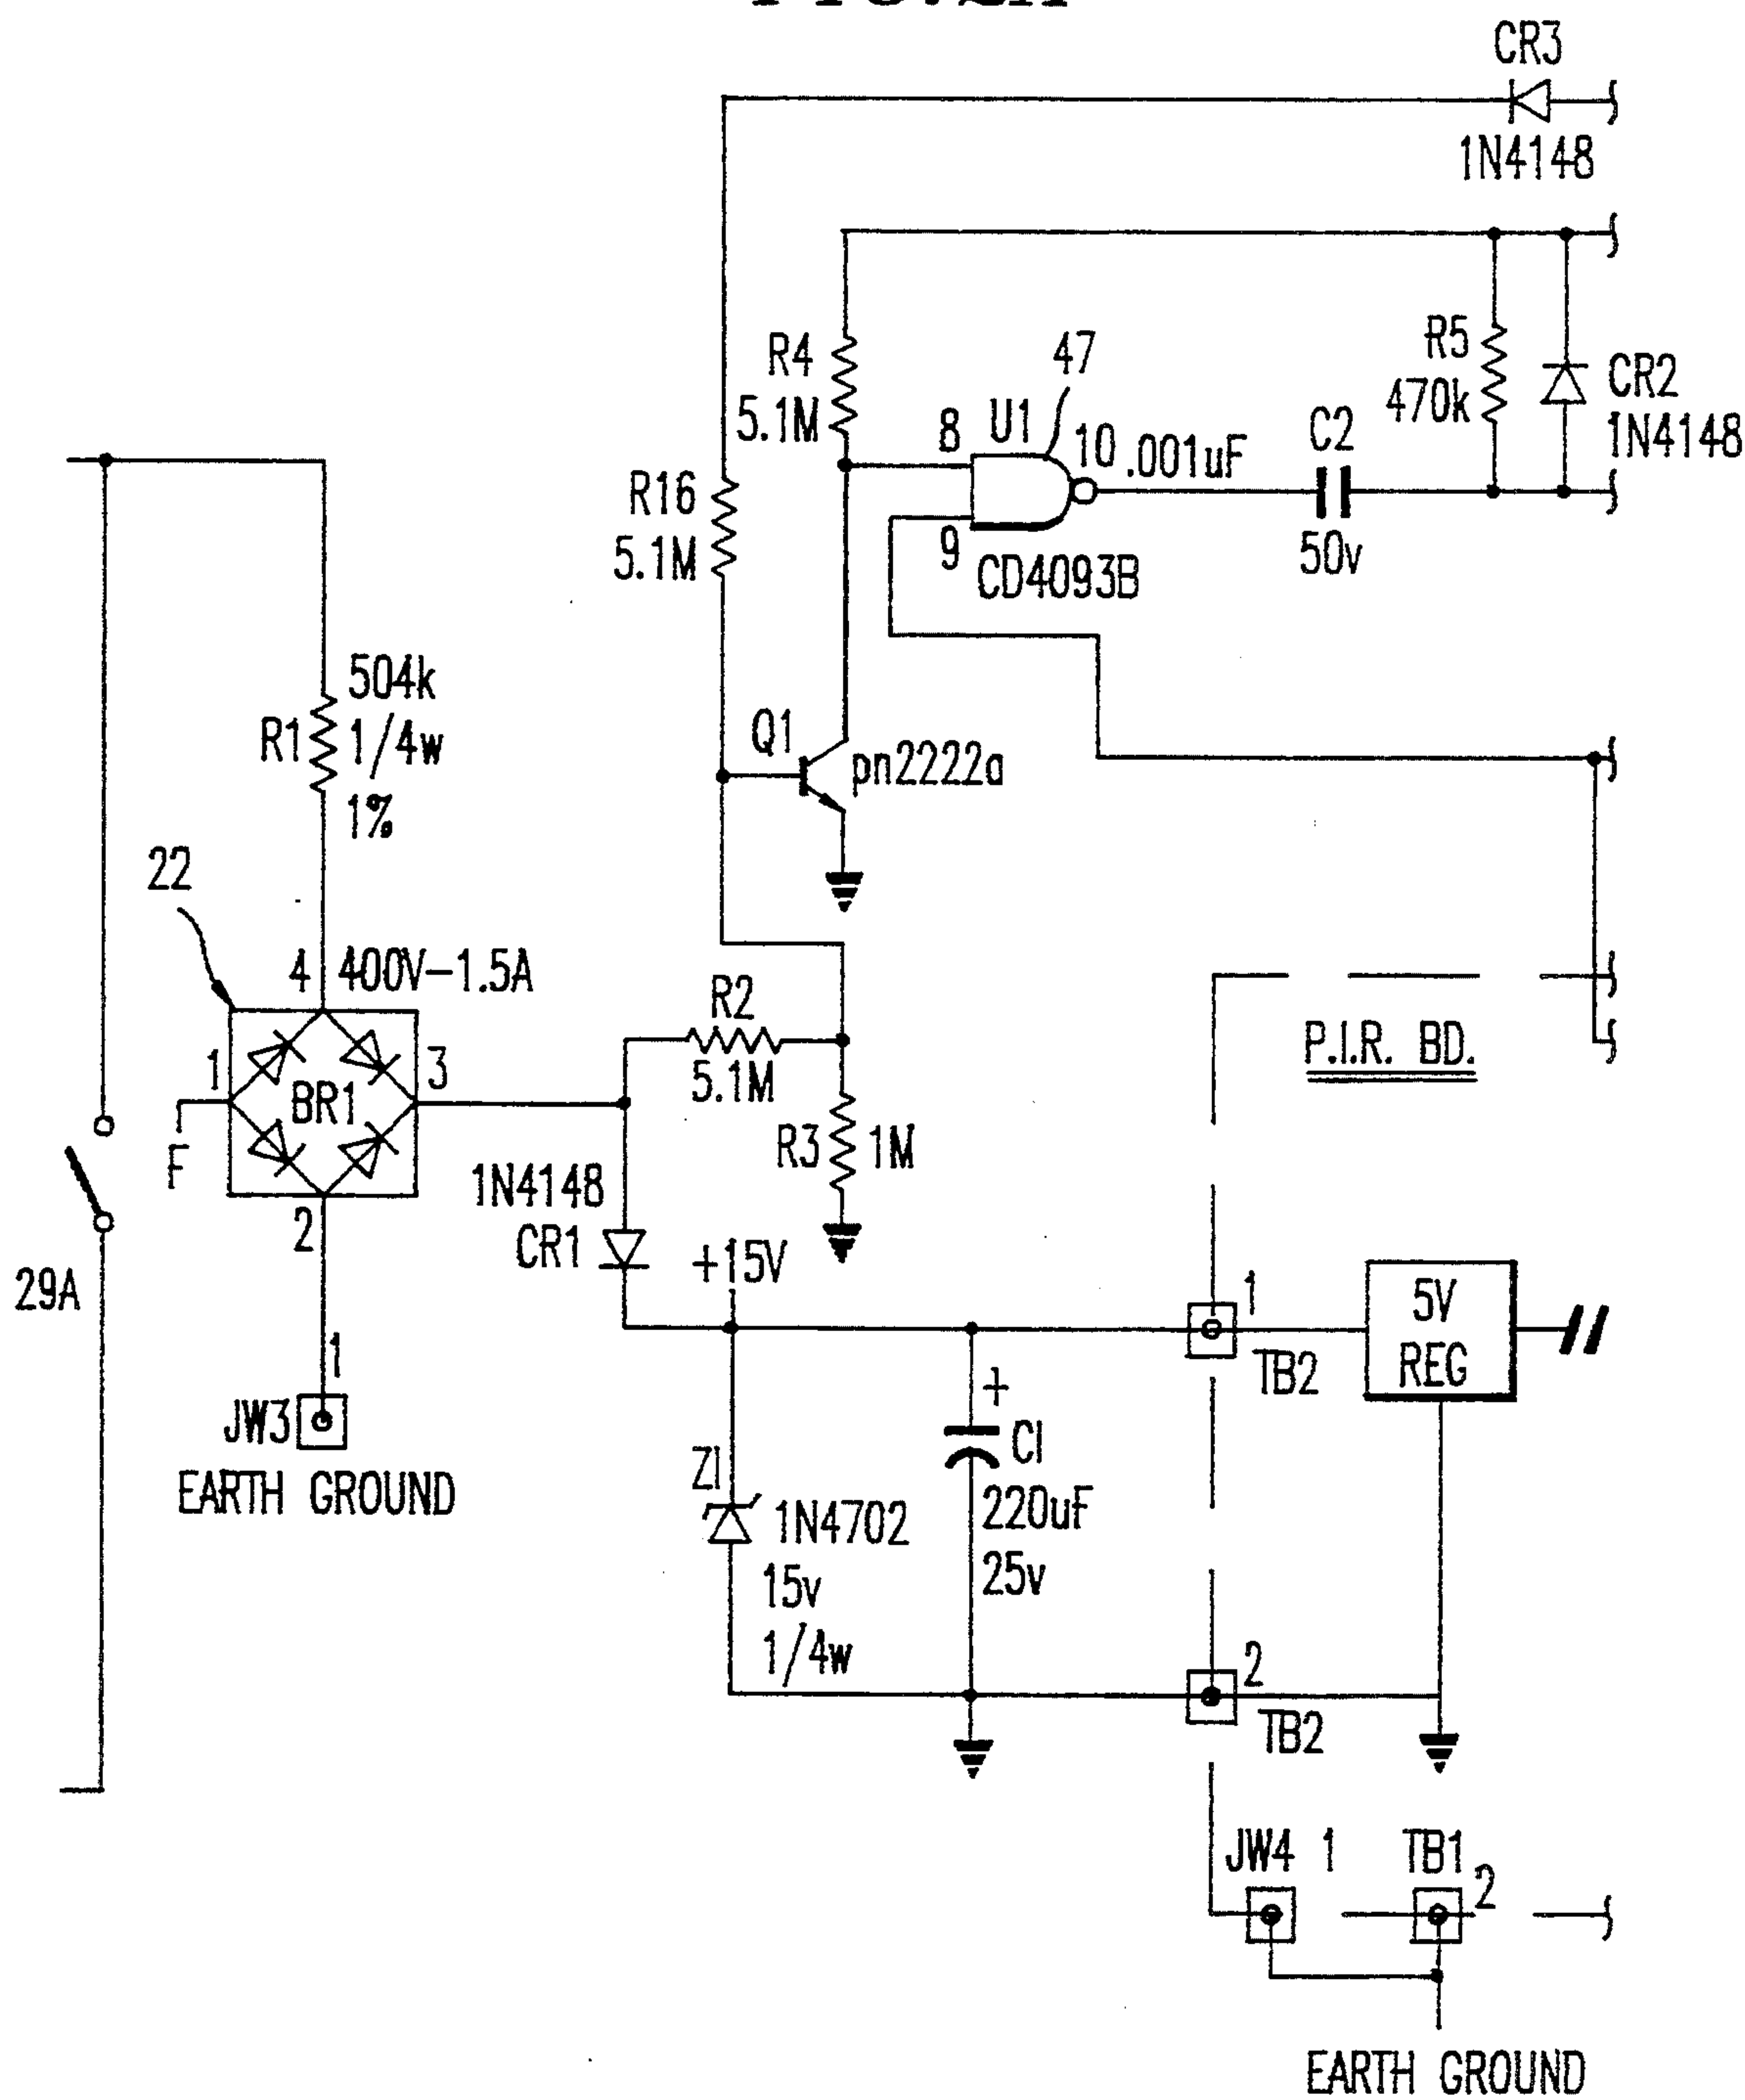 CR3
1N4148
R4
5.1M
47
8
U1
10
.001uF
C2
50v
R5
470k
CR2
1N4148
R16
5.1M
9
CD4093B
504k
R1
1/4w
1%
Q1
pn2222a
22
4
400V-1.5A
R2
5.1M
P.I.R. BD.
1
BR1
3
F
R3
1M
2
1N4148
CR1
+15V
29A
1
5V
REG
TB2
1
JW3
EARTH GROUND
+
C1
220uF
25v
Z1
1N4702
15v
1/4w
2
TB2
JW4
1
TB1
2
EARTH GROUND